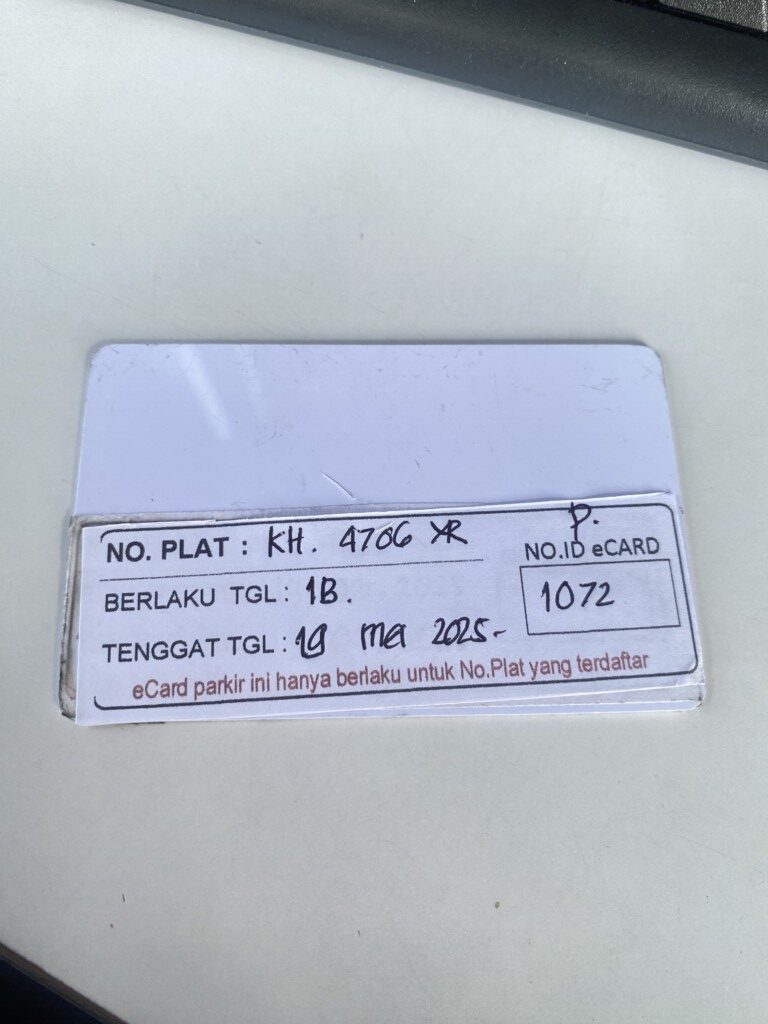 NO. PLAT : KH. 4706 XR
P.
NO.ID eCARD
1072
BERLAKU TGL : 1B.
TENGGAT TGL : 19 mei 2025-
eCard parkir ini hanya berlaku untuk No.Plat yang terdaftar